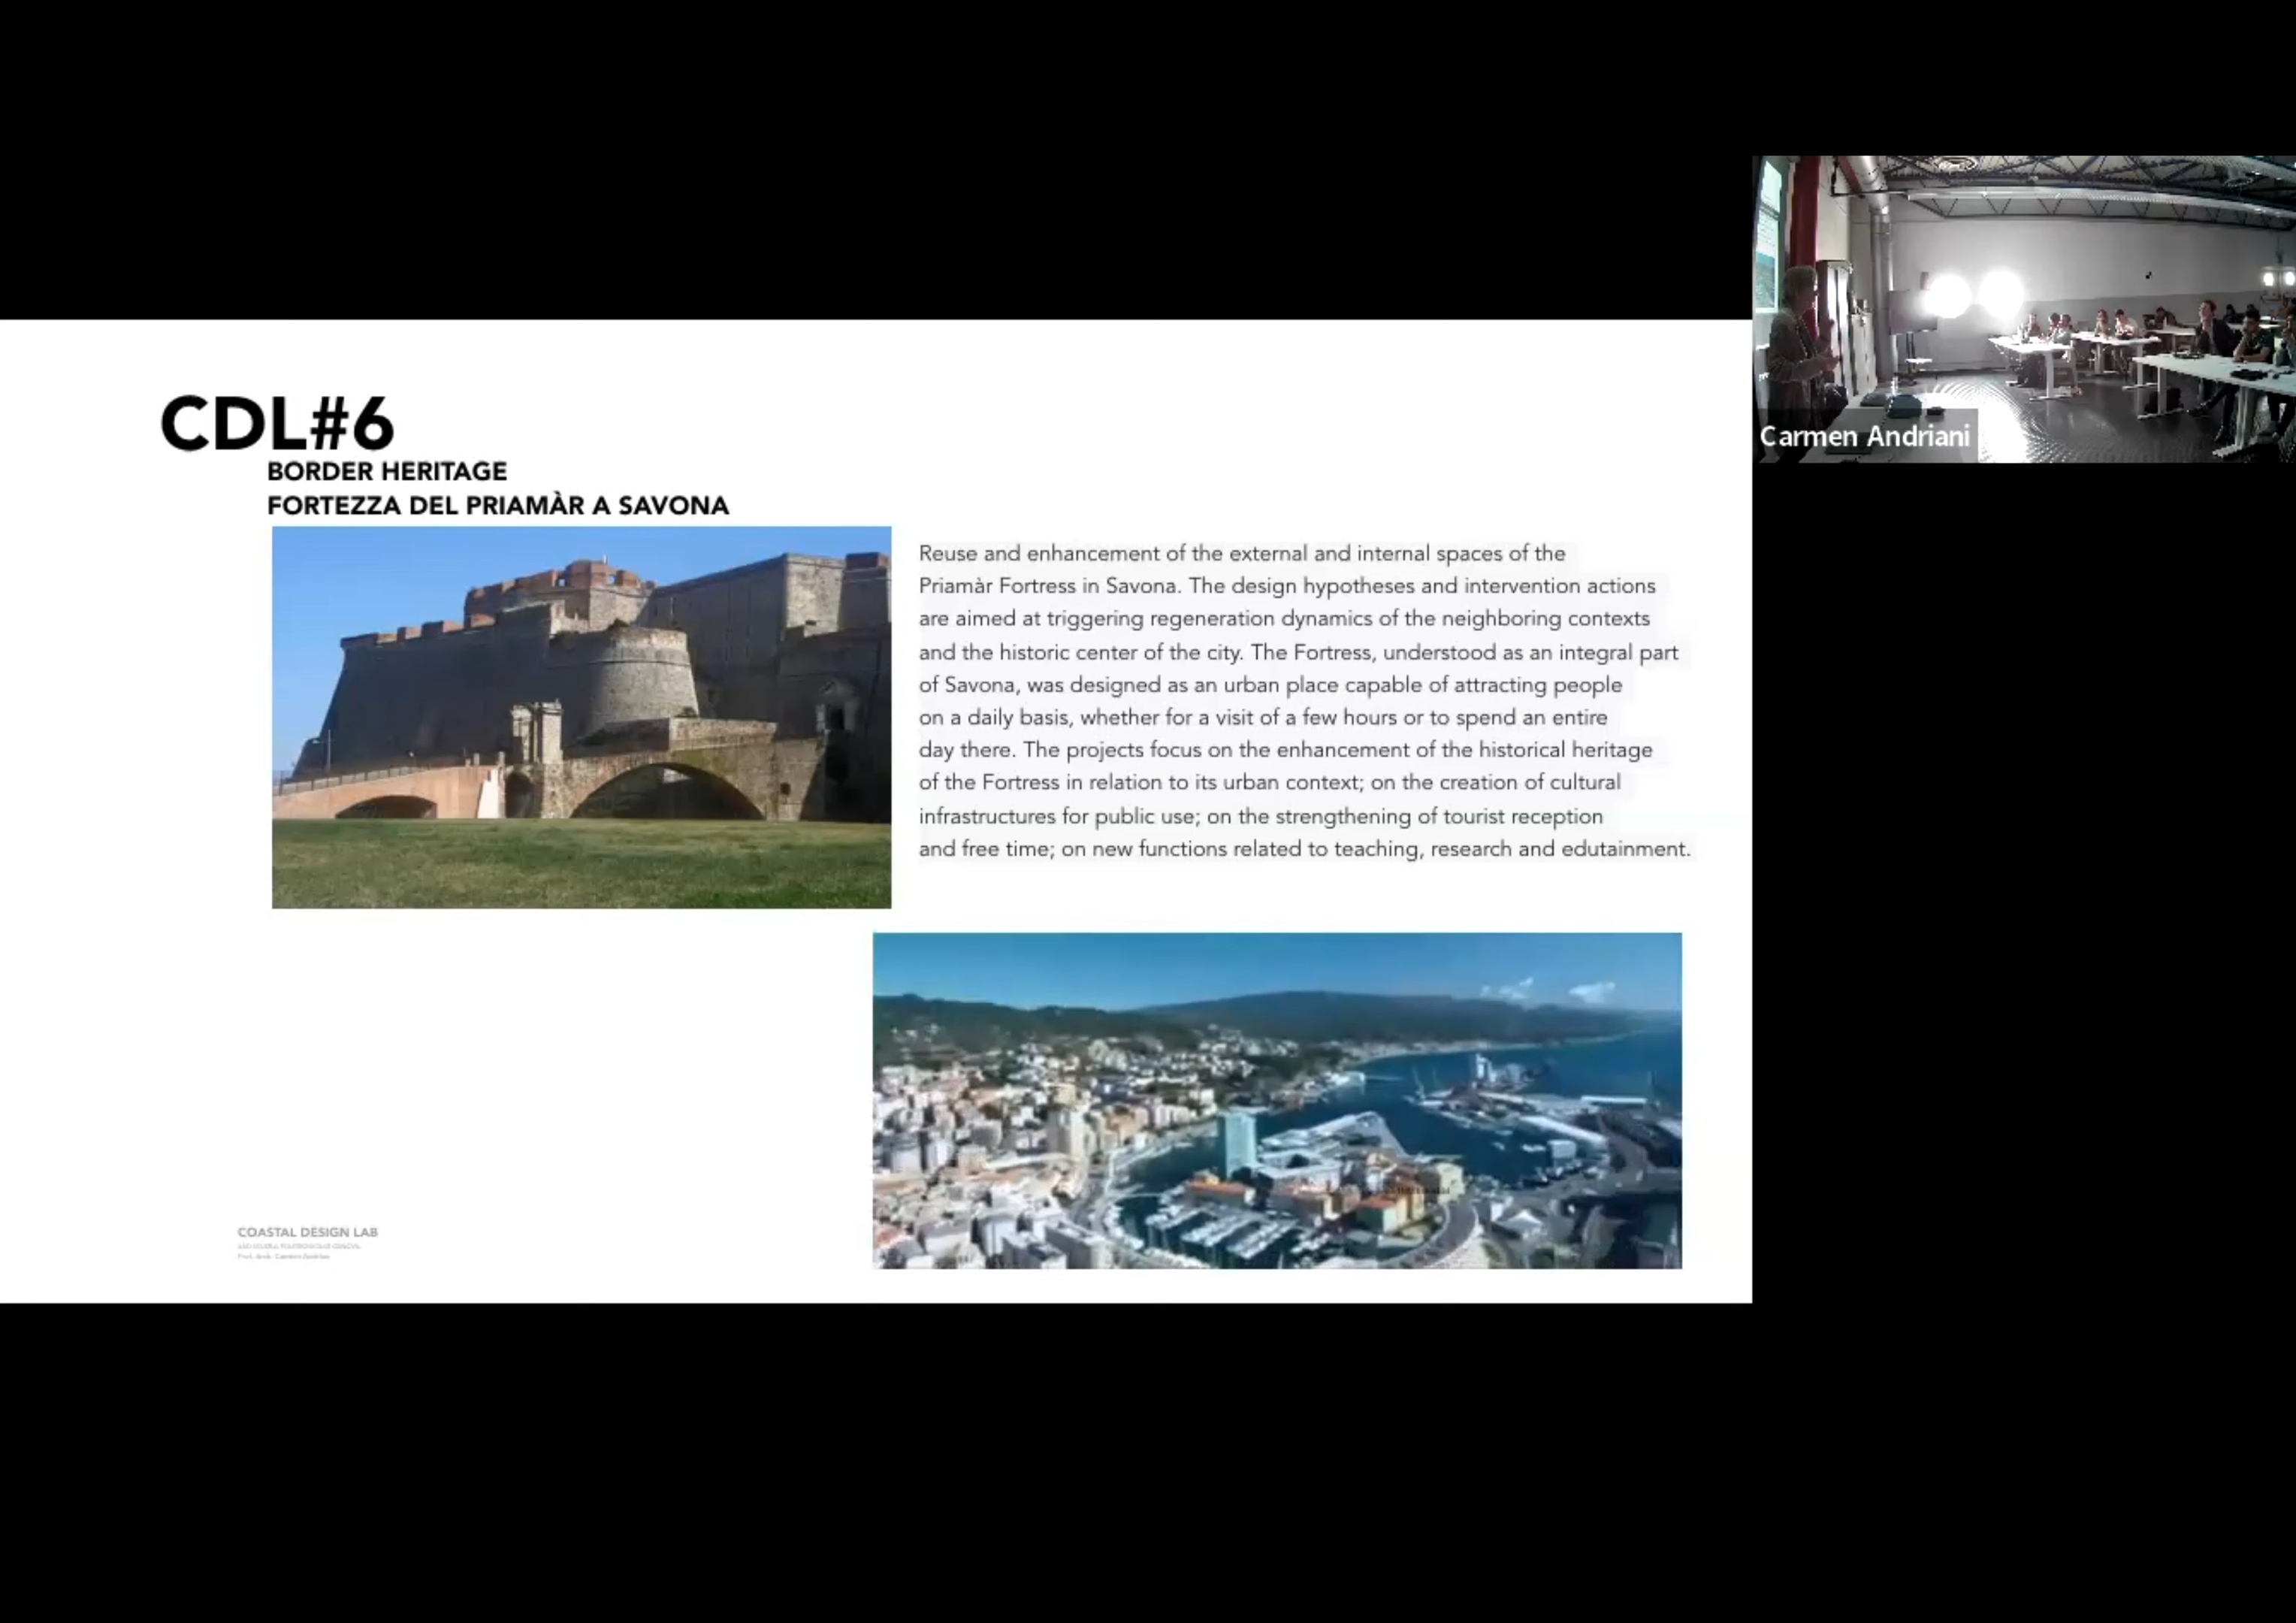 CDL#6
BORDER HERITAGE
FORTEZZA DEL PRIAMÀR A SAVONA
Reuse and enhancement of the external and internal spaces of the
Priamàr Fortress in Savona. The design hypotheses and intervention actions
are aimed at triggering regeneration dynamics of the neighboring contexts
and the historic center of the city. The Fortress, understood as an integral part
of Savona, was designed as an urban place capable of attracting people
on a daily basis, whether for a visit of a few hours or to spend an entire
day there. The projects focus on the enhancement of the historical heritage
of the Fortress in relation to its urban context; on the creation of cultural
infrastructures for public use; on the strengthening of tourist reception
and free time; on new functions related to teaching, research and edutainment.
COASTAL DESIGN LAB
Prof. Arch. Carmen Andriani
Carmen Andriani